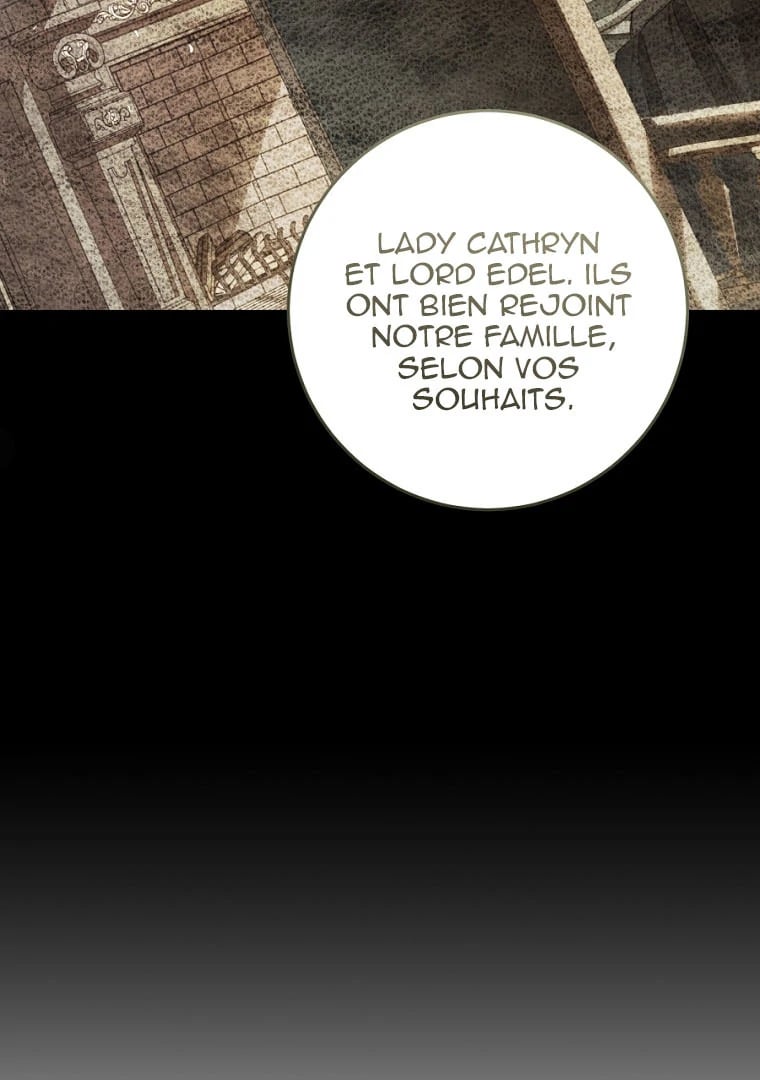 LADY CATHRYN
ET LORD EDEL. ILS
ONT BIEN REJOINT
NOTRE FAMILLE,
SELON VOS
SOUHAITS.